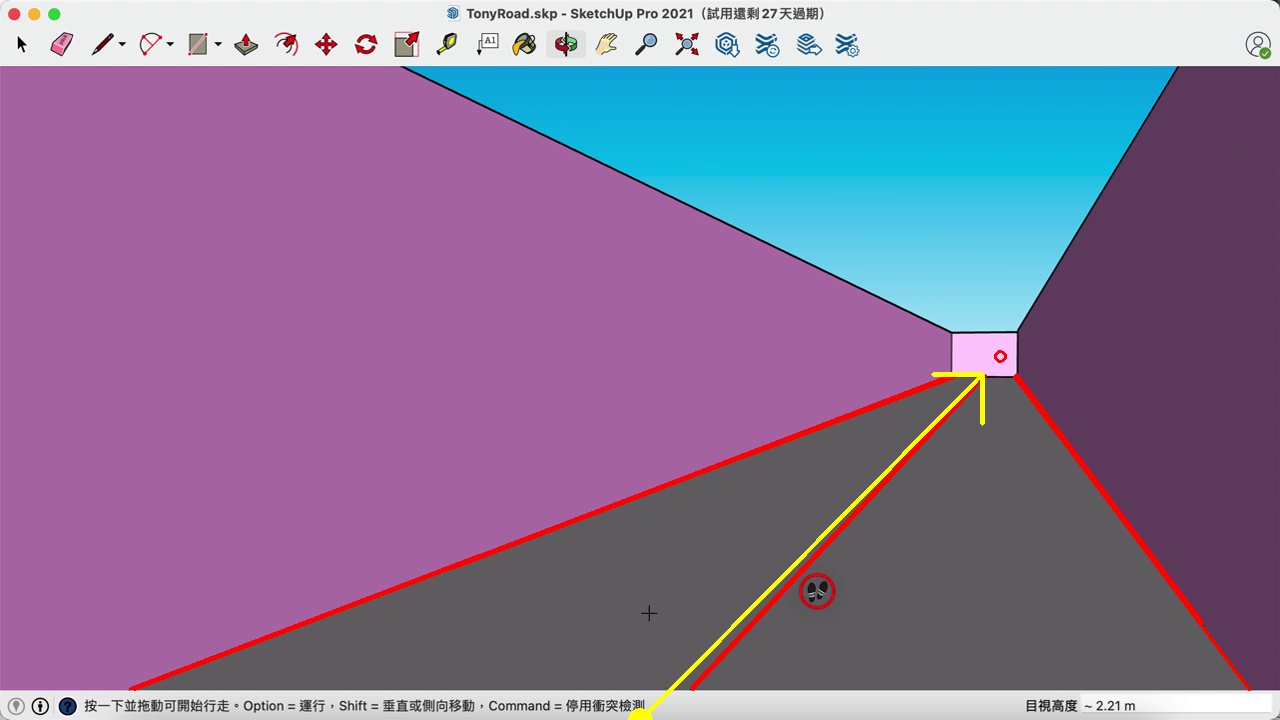 TonyRoad.skp - SketchUp Pro 2021（試用還剩 27 天過期）
A1
按一下並拖動可開始行走。Option = 運行，Shift = 垂直或側向移動，Command = 停用衝突檢測
目視高度 ~ 2.21 m